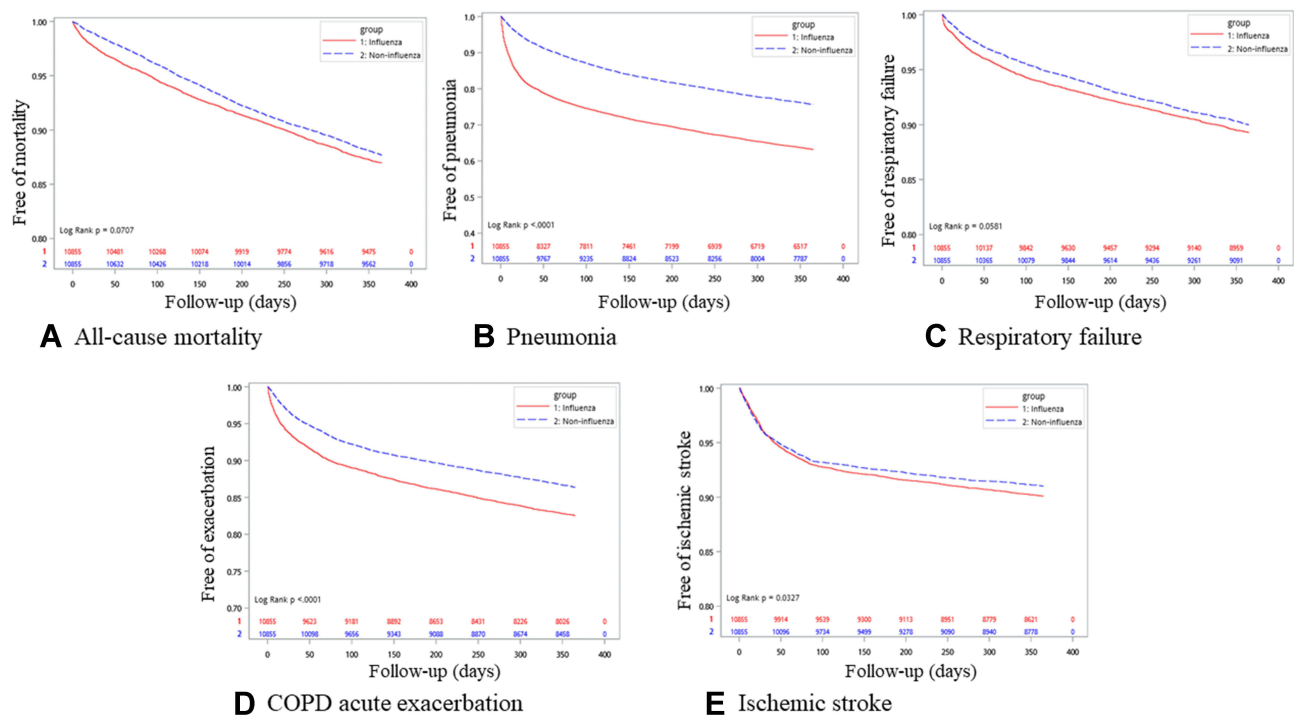 1.00
0.95
0.90
0.85
0.80
Free of mortality
group
1: Influenza
2: Non-influenza
Log Rank p = 0.0707
1 10855 10481 10268 10074 9919 9774 9616 9475 0
2 10855 10632 10426 10218 10014 9856 9718 9562 0
0 50 100 150 200 250 300 350 400
Follow-up (days)
A All-cause mortality
1.0
0.9
0.8
0.7
0.6
0.5
0.4
Free of pneumonia
group
1: Influenza
2: Non-influenza
Log Rank p <.0001
1 10855 8327 7811 7461 7199 6939 6719 6517 0
2 10855 9767 9235 8824 8523 8256 8004 7787 0
0 50 100 150 200 250 300 350 400
Follow-up (days)
B Pneumonia
1.00
0.95
0.90
0.85
0.80
Free of respiratory failure
group
1: Influenza
2: Non-influenza
Log Rank p = 0.0581
1 10855 10137 9842 9630 9457 9294 9140 8959 0
2 10855 10365 10079 9844 9614 9436 9261 9091 0
0 50 100 150 200 250 300 350 400
Follow-up (days)
C Respiratory failure
1.00
0.95
0.90
0.85
0.80
0.75
0.70
Free of exacerbation
group
1: Influenza
2: Non-influenza
Log Rank p <.0001
1 10855 9623 9181 8892 8653 8431 8226 8026 0
2 10855 10098 9656 9343 9088 8870 8674 8458 0
0 50 100 150 200 250 300 350 400
Follow-up (days)
D COPD acute exacerbation
1.00
0.95
0.90
0.85
0.80
Free of ischemic stroke
group
1: Influenza
2: Non-influenza
Log Rank p = 0.0327
1 10855 9914 9539 9300 9113 8951 8779 8621 0
2 10855 10096 9734 9499 9278 9090 8940 8778 0
0 50 100 150 200 250 300 350 400
Follow-up (days)
E Ischemic stroke